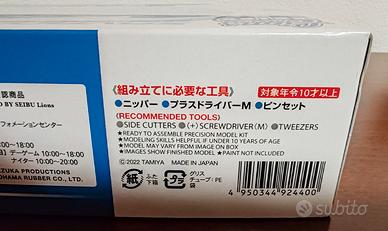 認商品
D BY SEIBU Lions
フォメーションセンター
:00〜18:00
】デーゲーム 10:00〜18:00
ナイター 10:00〜20:00
ZUKA PRODUCTIONS
OHAMA RUBBER CO., LTD.
《組み立てに必要な工具》
対象年令10才以上
●ニッパー ●プラスドライバーM ●ピンセット
《RECOMMENDED TOOLS》
●SIDE CUTTERS ●(+)SCREWDRIVER(M) ●TWEEZERS
★READY TO ASSEMBLE PRECISION MODEL KIT
★MODELING SKILLS HELPFUL IF UNDER 10 YEARS OF AGE
★MODEL MAY VARY FROM IMAGE ON BOX
★IMAGES SHOW FINISHED MODEL ★PAINT NOT INCLUDED
©2022 TAMIYA MADE IN JAPAN
紙
ふた
下箱
プラ
グリス
チューブ:PE
袋
4 950344 924400
subito